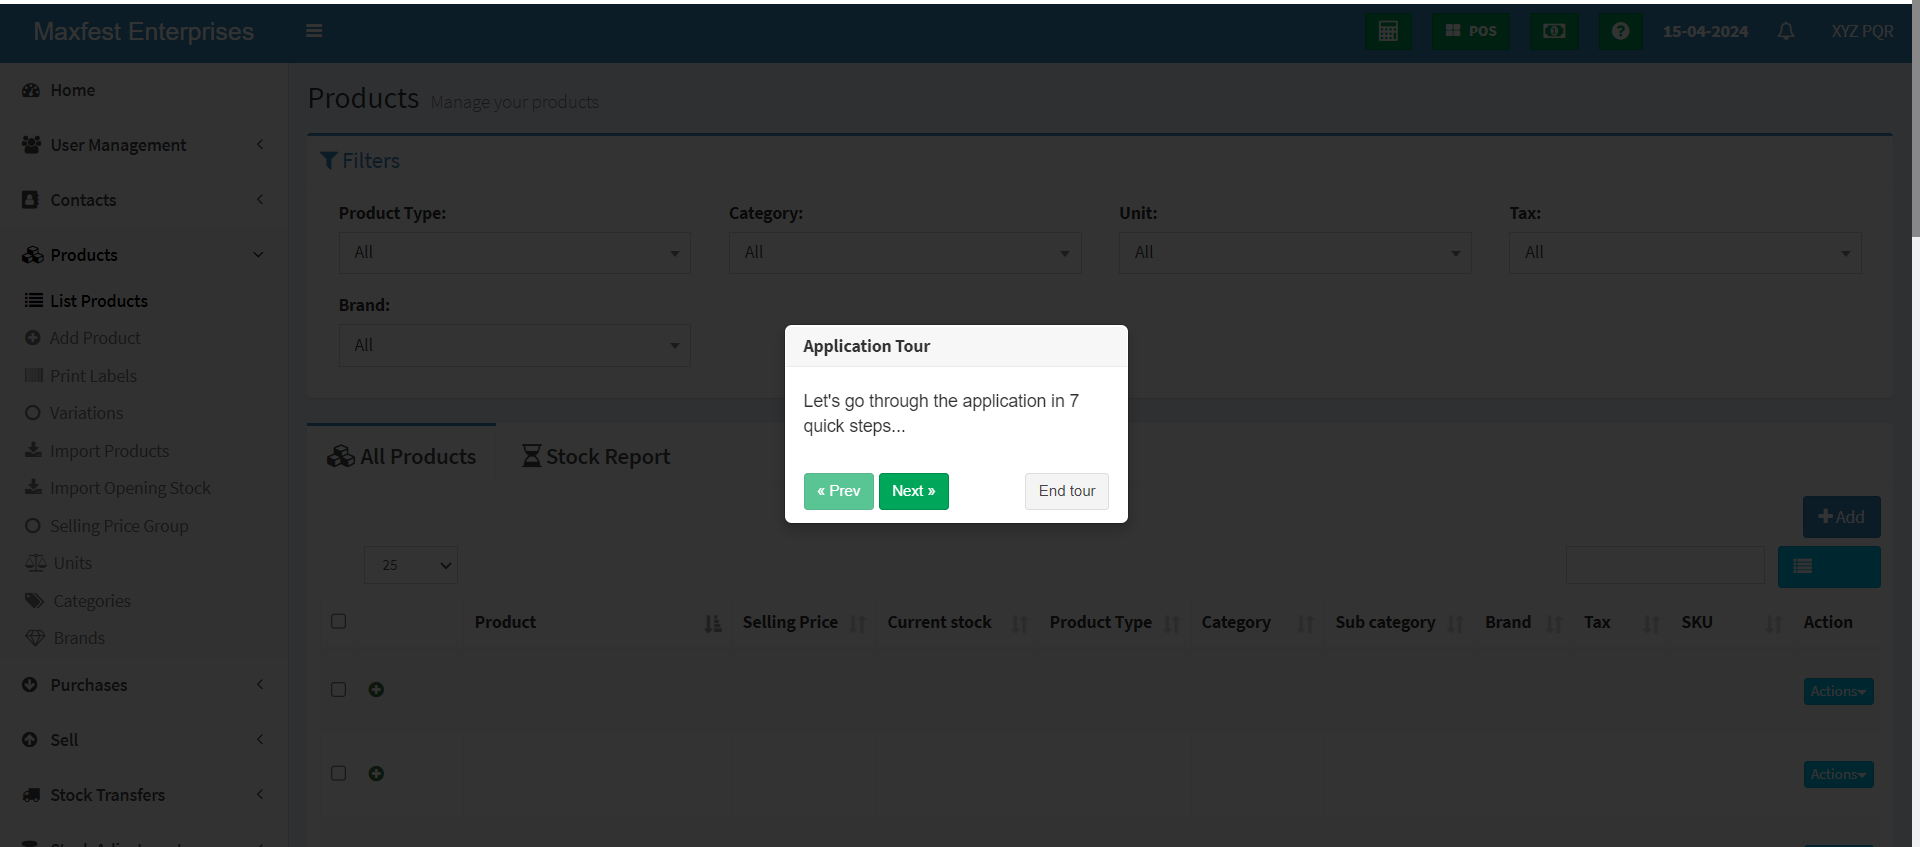 Maxfest Enterprises
POS
15-04-2024
XYZ PQR
Home
User Management
Contacts
Products
List Products
Add Product
Print Labels
Variations
Import Products
Import Opening Stock
Selling Price Group
Units
Categories
Brands
Purchases
Sell
Stock Transfers
Products Manage your products
Filters
Product Type: Category: Unit: Tax:
All All All All
Brand:
All
Application Tour
Let's go through the application in 7
quick steps...
« Prev Next » End tour
All Products Stock Report
Add
25
Product Selling Price Current stock Product Type Category Sub category Brand Tax SKU Action
Actions
Actions